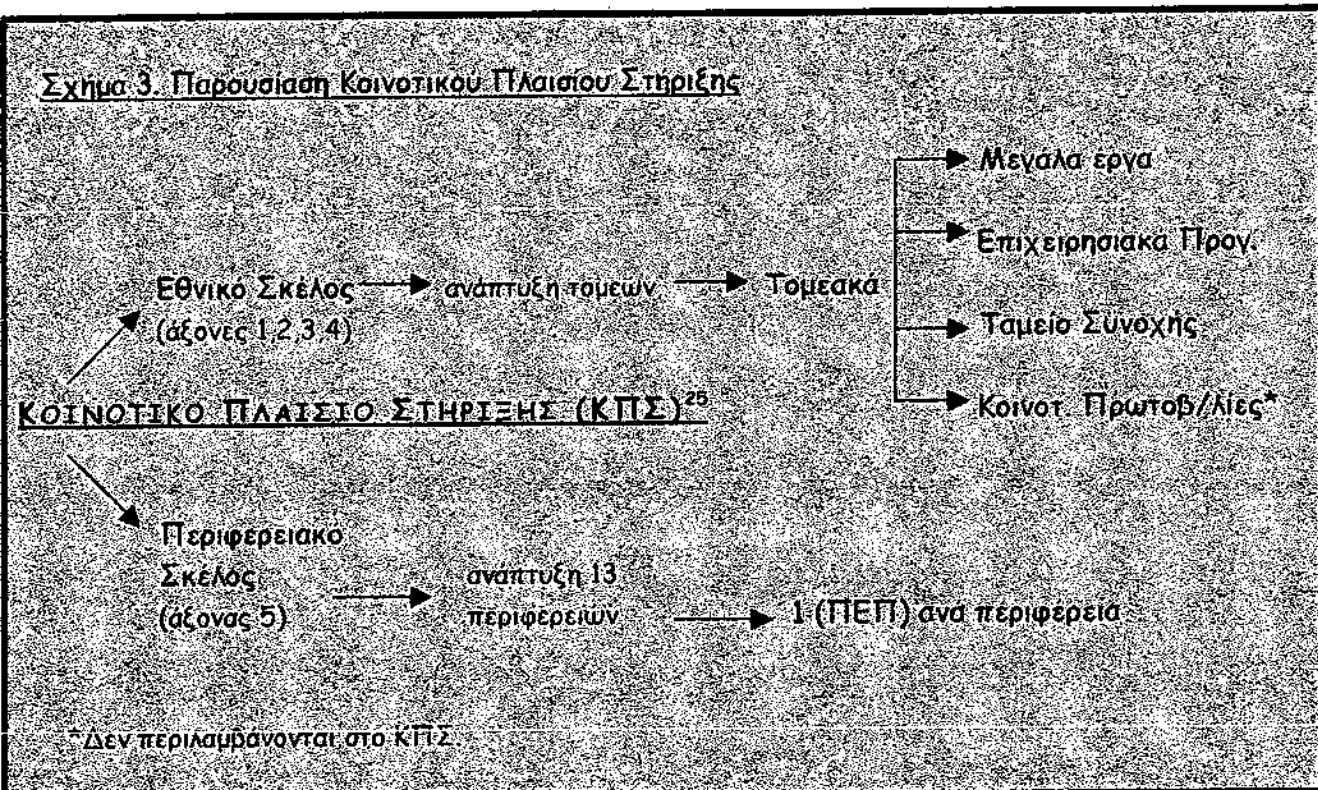 Σχήμα 3. Παρουσίαση Κοινοτικού Πλαισίου Στήριξης
Μεγάλα έργα
Επιχειρησιακά Προγ.
Εθνικό Σκέλος
(άξονες 1,2,3,4)
ανάπτυξη τομεών
Τομεακά
Ταμείο Συνοχής
Κοινοτ. Πρωτοβ/λίες*
ΚΟΙΝΟΤΙΚΟ ΠΛΑΙΣΙΟ ΣΤΗΡΙΞΗΣ (ΚΠΣ)²⁵
Περιφερειακό
Σκέλος
(άξονας 5)
ανάπτυξη 13
περιφερειών
1 (ΠΕΠ) ανά περιφέρεια
*Δεν περιλαμβάνονται στο ΚΠΣ.